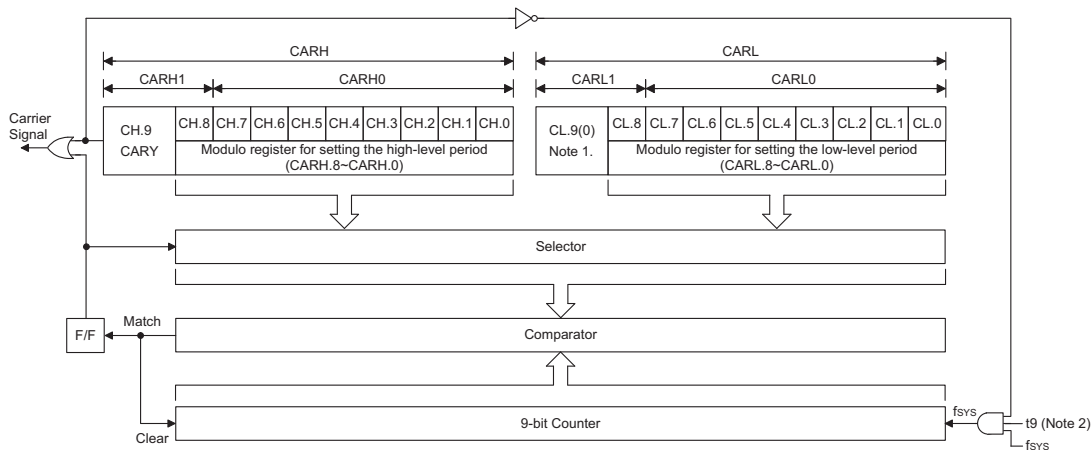 CARH
CARL
CARH1
CARH0
CARL1
CARL0
Carrier
Signal
CH.9
CARY
CH.8 CH.7 CH.6 CH.5 CH.4 CH.3 CH.2 CH.1 CH.0
Modulo register for setting the high-level period
(CARH.8~CARH.0)
CL.9(0)
Note 1.
CL.8 CL.7 CL.6 CL.5 CL.4 CL.3 CL.2 CL.1 CL.0
Modulo register for setting the low-level period
(CARL.8~CARL.0)
Selector
F/F
Match
Comparator
Clear
9-bit Counter
fSYS
t9 (Note 2)
fSYS